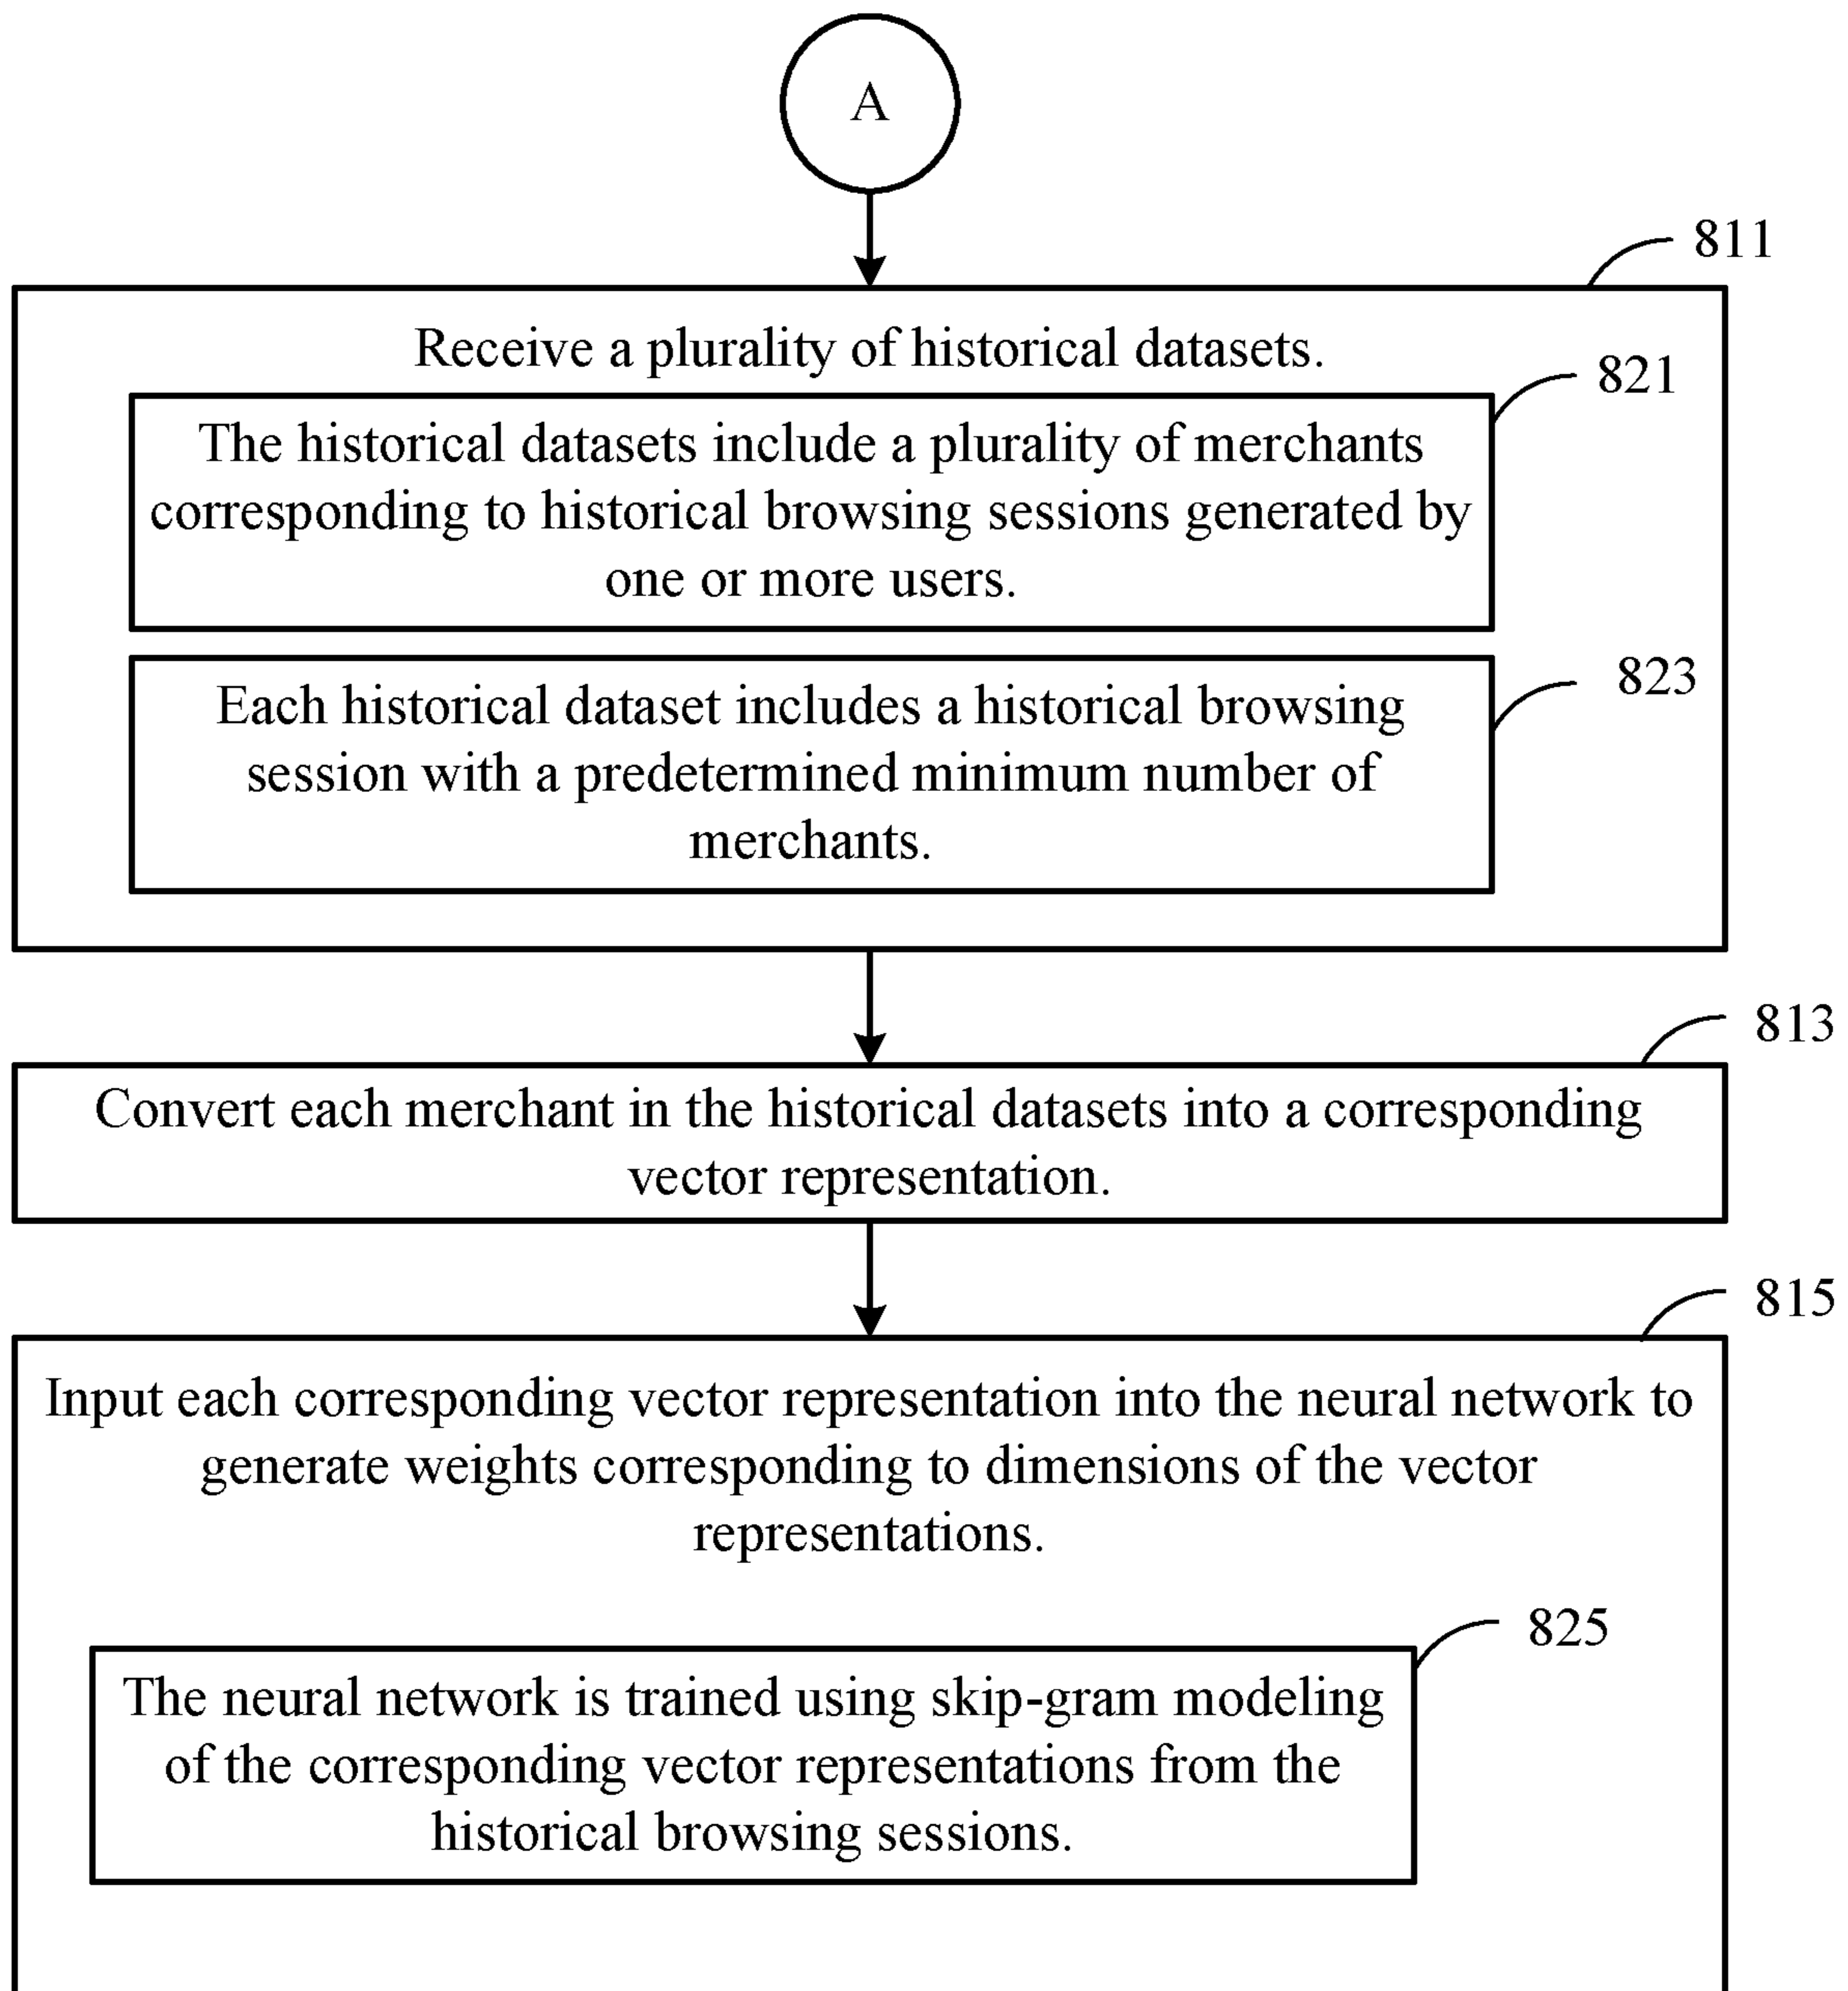 A
811
Receive a plurality of historical datasets.
821
The historical datasets include a plurality of merchants
corresponding to historical browsing sessions generated by
one or more users.
823
Each historical dataset includes a historical browsing
session with a predetermined minimum number of
merchants.
813
Convert each merchant in the historical datasets into a corresponding
vector representation.
815
Input each corresponding vector representation into the neural network to
generate weights corresponding to dimensions of the vector
representations.
825
The neural network is trained using skip-gram modeling
of the corresponding vector representations from the
historical browsing sessions.